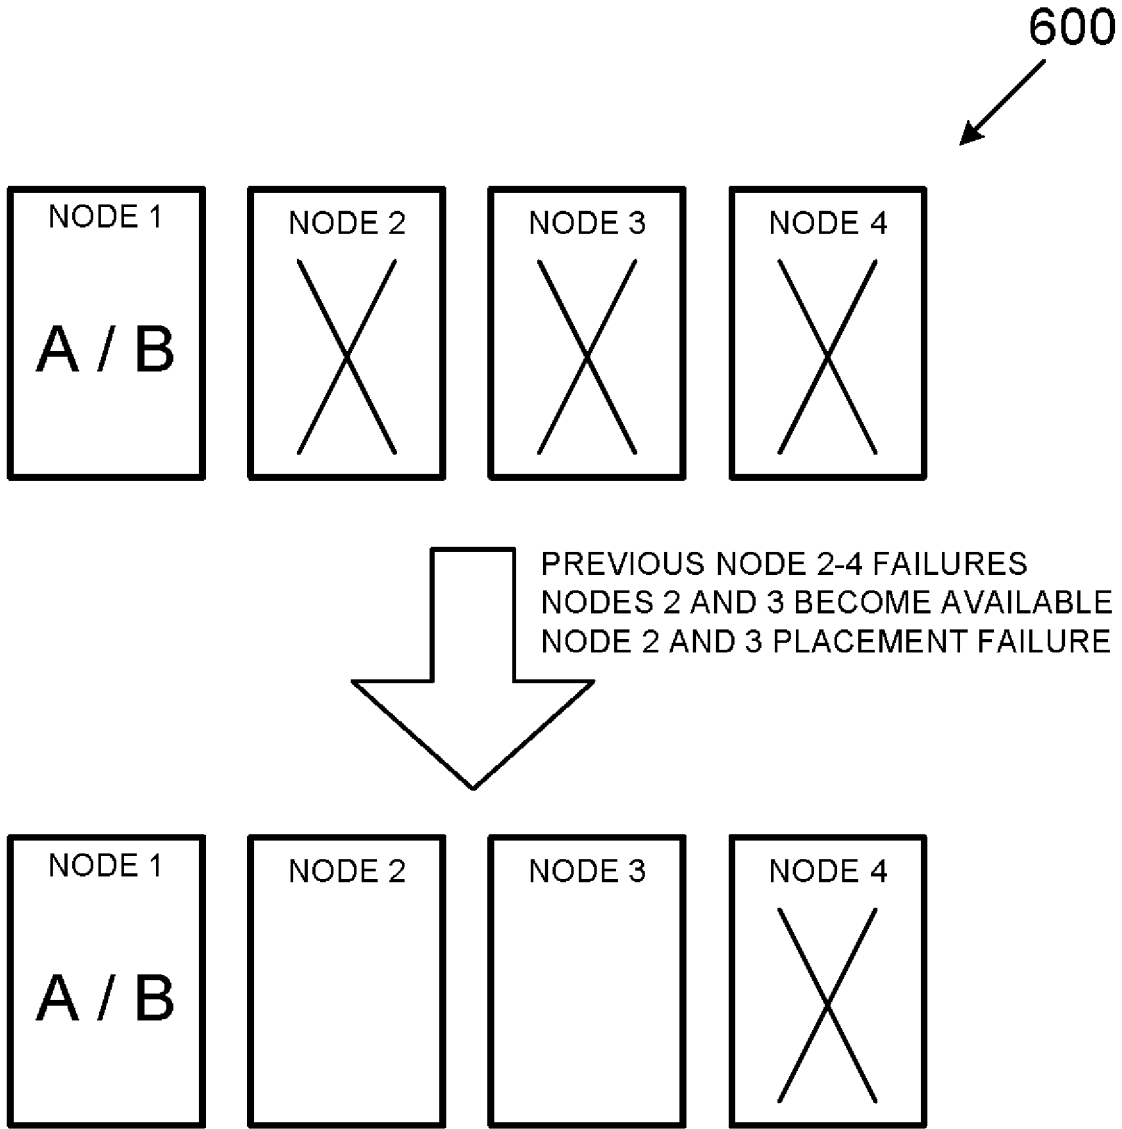 600
NODE 1
NODE 2
NODE 3
NODE 4
A / B
PREVIOUS NODE 2-4 FAILURES
NODES 2 AND 3 BECOME AVAILABLE
NODE 2 AND 3 PLACEMENT FAILURE
NODE 1
NODE 2
NODE 3
NODE 4
A / B